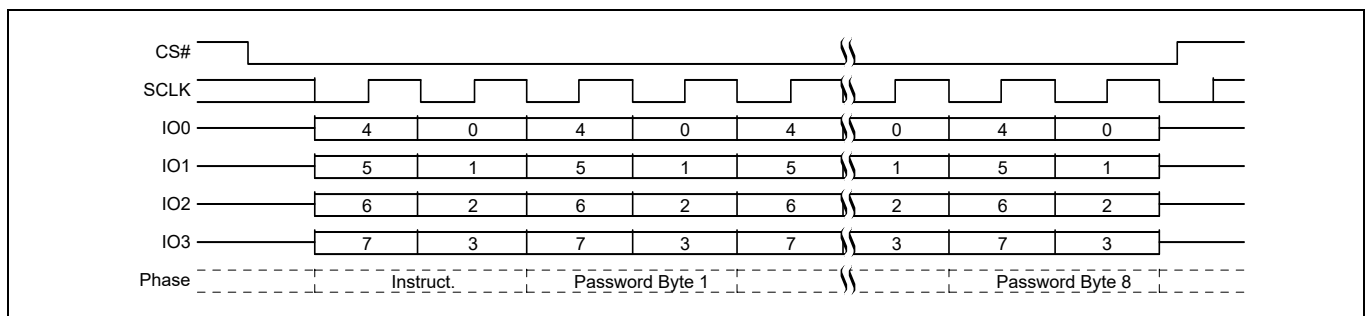 CS#
SCLK
IO0 4 0 4 0 4 0 4 0
IO1 5 1 5 1 5 1 5 1
IO2 6 2 6 2 6 2 6 2
IO3 7 3 7 3 7 3 7 3
Phase Instruct. Password Byte 1 Password Byte 8